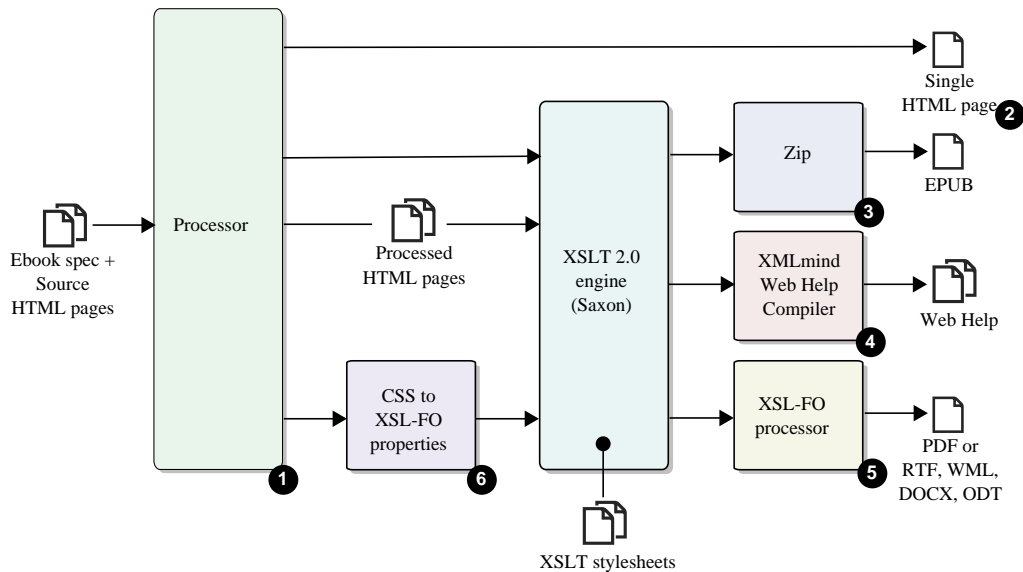 Single
HTML page
2
Zip
EPUB
3
Processor
Ebook spec +
Source
HTML pages
Processed
HTML pages
XSLT 2.0
engine
(Saxon)
XMLmind
Web Help
Compiler
Web Help
4
CSS to
XSL-FO
properties
XSL-FO
processor
PDF or
RTF, WML,
DOCX, ODT
1
6
5
XSLT stylesheets